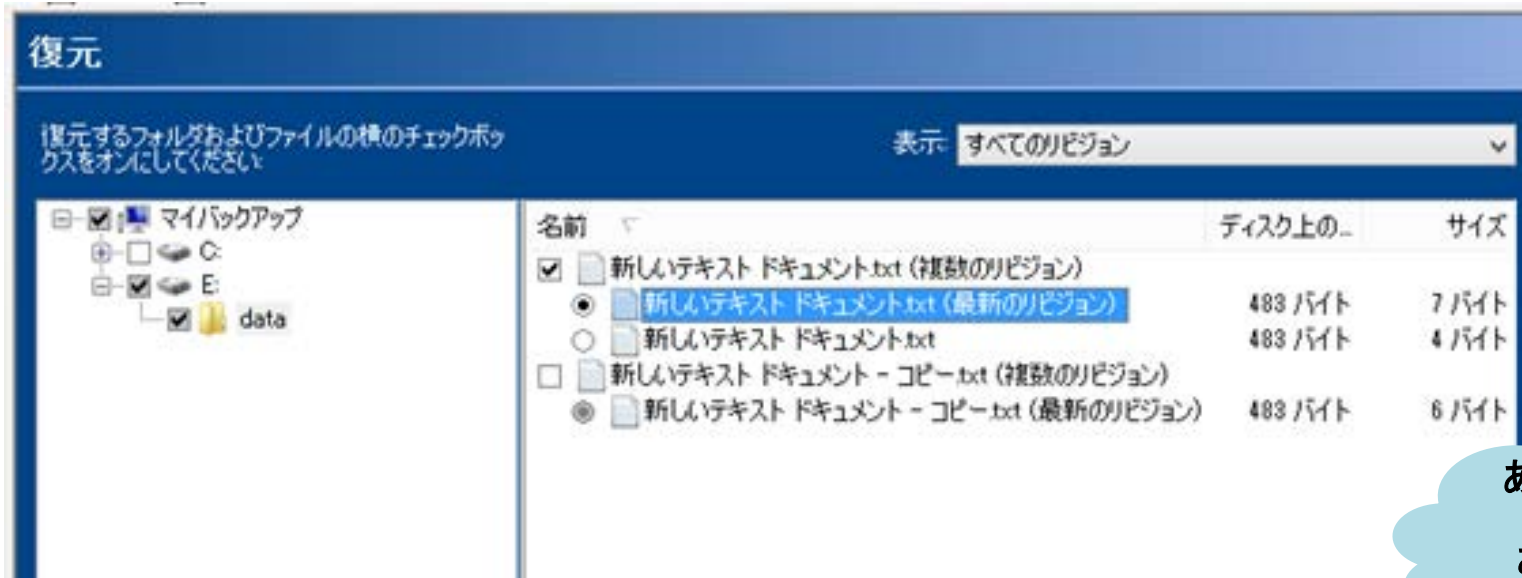 復元
復元するフォルダおよびファイルの横のチェックボッ
クスをオンにしてください:
表示: すべてのリビジョン
マイバックアップ
C:
E:
data
名前 ディスク上の... サイズ
新しいテキスト ドキュメント.txt (複数のリビジョン)
新しいテキスト ドキュメント.txt (最新のリビジョン) 483 バイト 7 バイト
新しいテキスト ドキュメント.txt 483 バイト 4 バイト
新しいテキスト ドキュメント - コピー.txt (複数のリビジョン)
新しいテキスト ドキュメント - コピー.txt (最新のリビジョン) 483 バイト 6 バイト